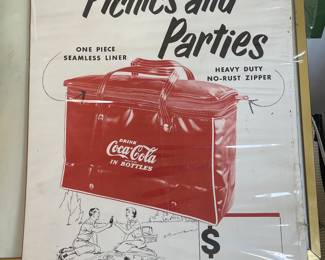 Picnics and
Parties
ONE PIECE
SEAMLESS LINER
HEAVY DUTY
NO-RUST ZIPPER
DRINK
Coca-Cola
IN BOTTLES
$